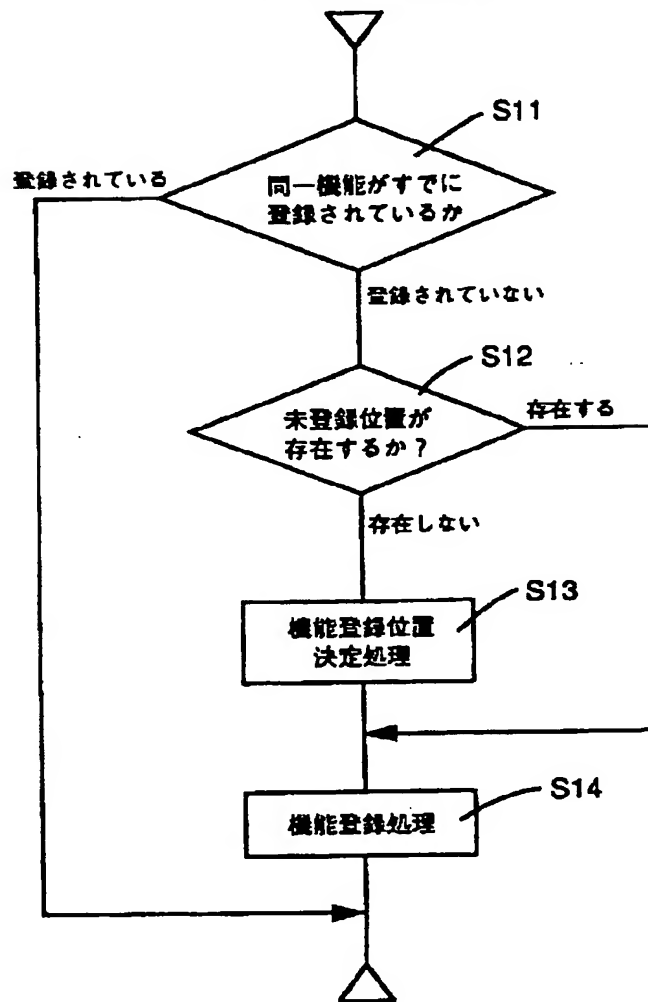 S11
同一機能がすでに
登録されているか
登録されている
登録されていない
S12
未登録位置が
存在するか？
存在する
存在しない
S13
機能登録位置
決定処理
S14
機能登録処理